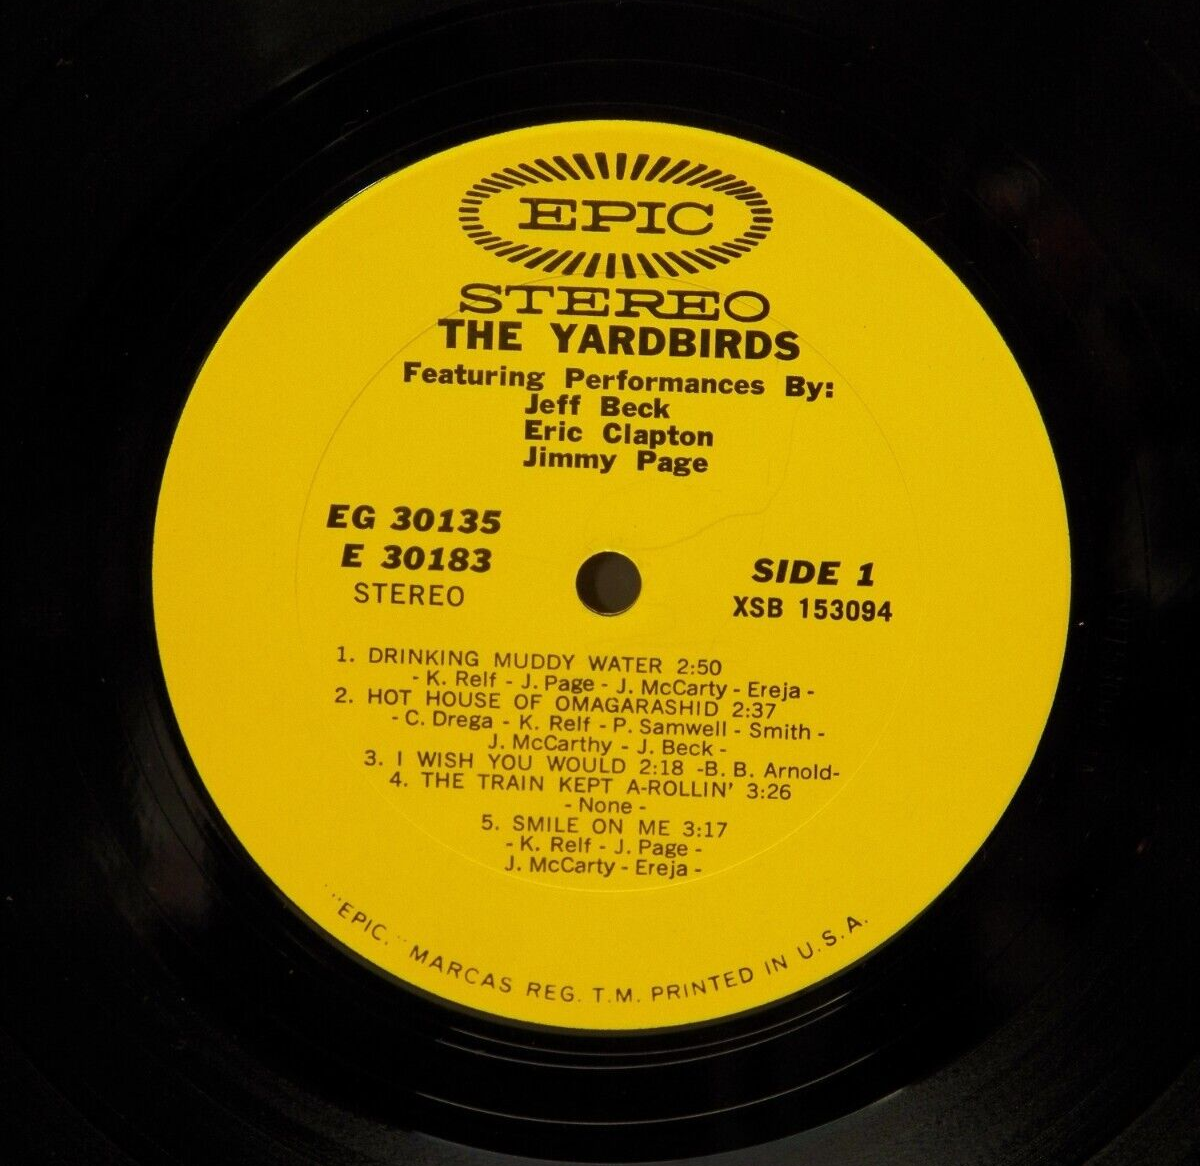 EPIC
STEREO
THE YARDBIRDS
Featuring Performances By:
Jeff Beck
Eric Clapton
Jimmy Page
EG 30135
E 30183
STEREO
SIDE 1
XSB 153094
1. DRINKING MUDDY WATER 2:50
- K. Relf - J. Page - J. McCarty - Ereja -
2. HOT HOUSE OF OMAGARASHID 2:37
- C. Drega - K. Relf - P. Samwell - Smith -
J. McCarthy - J. Beck -
3. I WISH YOU WOULD 2:18 -B. B. Arnold-
4. THE TRAIN KEPT A-ROLLIN' 3:26
- None -
5. SMILE ON ME 3:17
- K. Relf - J. Page -
J. McCarty - Ereja -
"EPIC," MARCAS REG. T.M. PRINTED IN U.S.A.